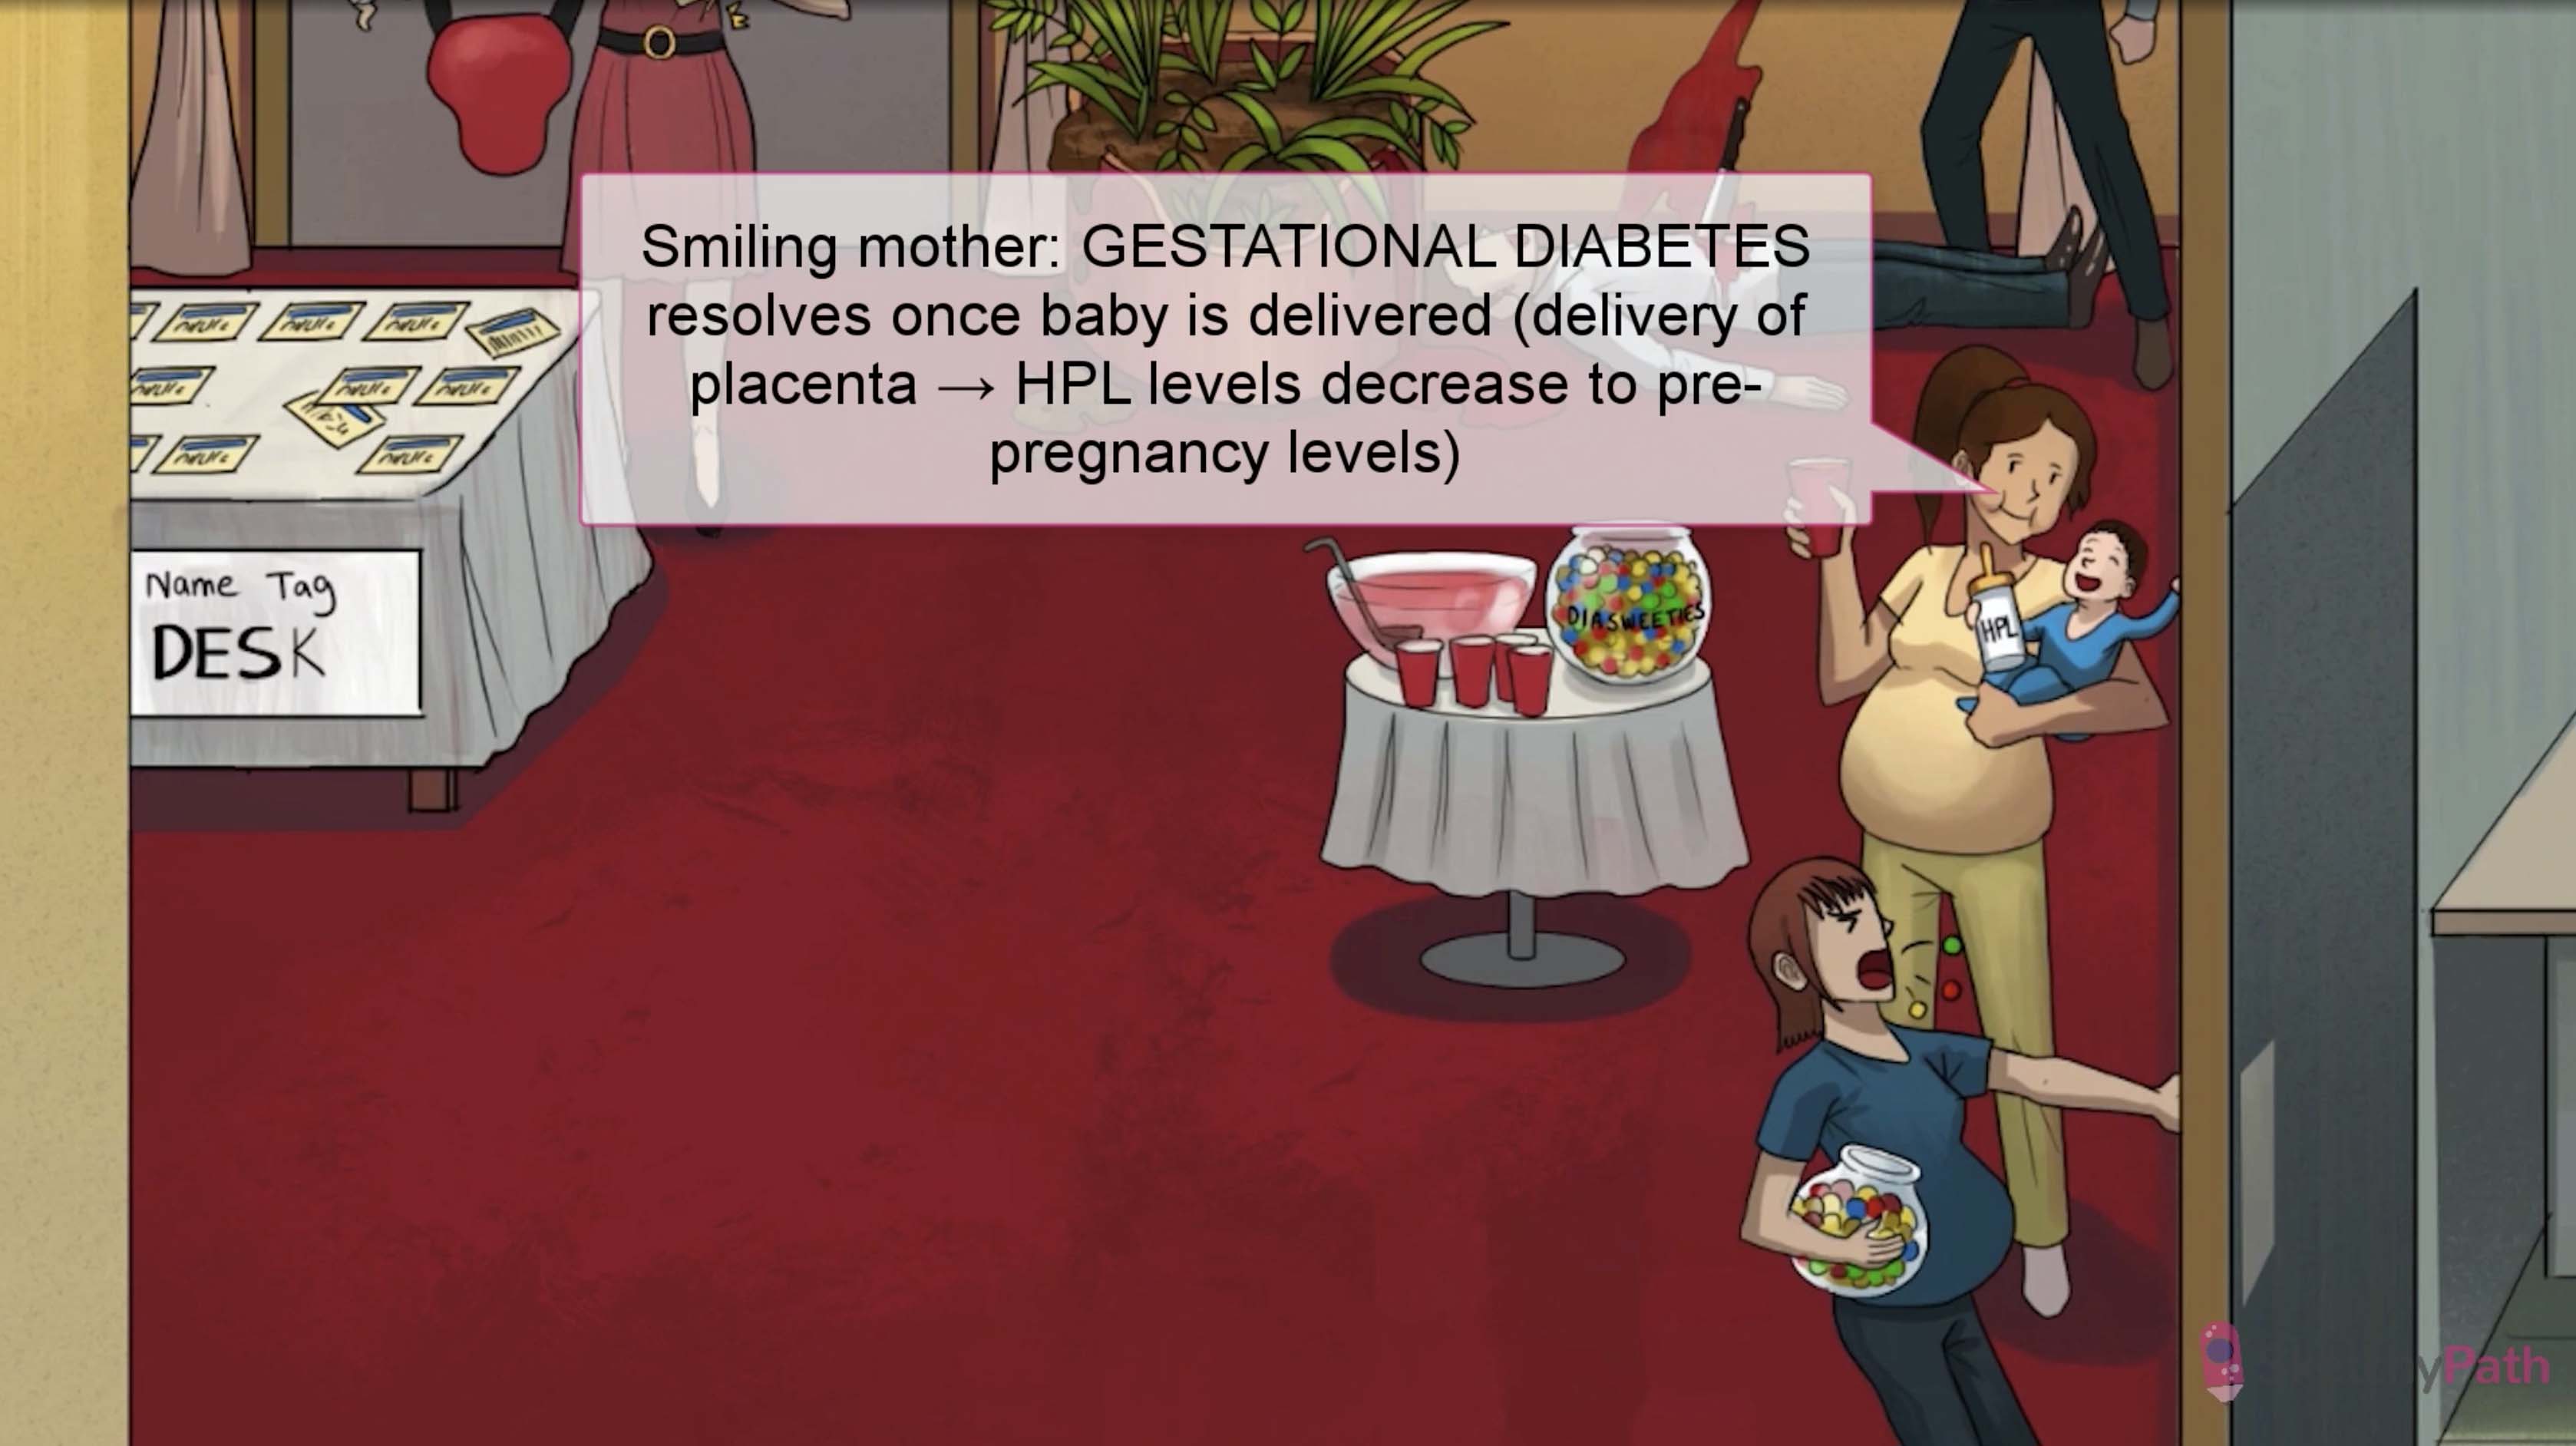 Smiling mother: GESTATIONAL DIABETES
resolves once baby is delivered (delivery of
placenta → HPL levels decrease to pre-
pregnancy levels)
Name Tag
DESK
DIASWEETIES
HPL
yPath